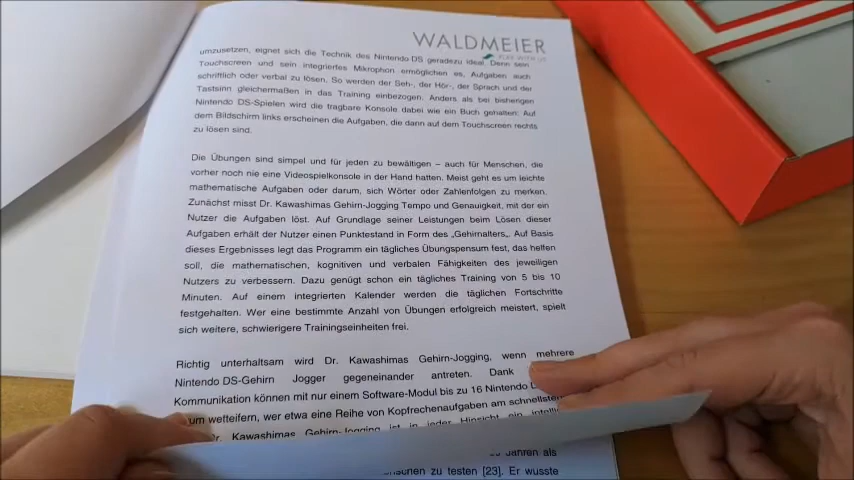 WALDMEIER
umzusetzen, eignet sich die Technik des Nintendo DS geradezu ideal. Denn sein
Touchscreen und sein integriertes Mikrophon ermöglichen es, Aufgaben auch
schriftlich oder verbal zu lösen. So werden der Seh-, der Hör-, der Sprach und der
Tastsinn gleichermaßen in das Training einbezogen. Anders als bei bisherigen
Nintendo DS-Spielen wird die tragbare Konsole dabei wie ein Buch gehalten: Auf
dem Bildschirm links erscheinen die Aufgaben, die dann auf dem Touchscreen rechts
zu lösen sind.
Die Übungen sind simpel und für jeden zu bewältigen – auch für Menschen, die
vorher noch nie eine Videospielkonsole in der Hand hatten. Meist geht es um leichte
mathematische Aufgaben oder darum, sich Wörter oder Zahlenfolgen zu merken.
Zunächst misst Dr. Kawashimas Gehirn-Jogging Tempo und Genauigkeit, mit der ein
Nutzer die Aufgaben löst. Auf Grundlage seiner Leistungen beim Lösen dieser
Aufgaben erhält der Nutzer einen Punktestand in Form des „Gehirnalters„. Auf Basis
dieses Ergebnisses legt das Programm ein tägliches Übungspensum fest, das helfen
soll, die mathematischen, kognitiven und verbalen Fähigkeiten des jeweiligen
Nutzers zu verbessern. Dazu genügt schon ein tägliches Training von 5 bis 10
Minuten. Auf einem integrierten Kalender werden die täglichen Fortschritte
festgehalten. Wer eine bestimmte Anzahl von Übungen erfolgreich meistert, spielt
sich weitere, schwierigere Trainingseinheiten frei.
Richtig unterhaltsam wird Dr. Kawashimas Gehirn-Jogging, wenn mehrere
Nintendo DS-Gehirn Jogger gegeneinander antreten. Dank
Kommunikation können mit nur einem Software-Modul bis zu 16 Nintendo
um wetteifern, wer etwa eine Reihe von Kopfrechenaufgaben am schnellsten
Dr. Kawashimas Gehirn-Jogging ist in jeder Hinsicht ein
Jahren als
zu testen [23]. Er wusste